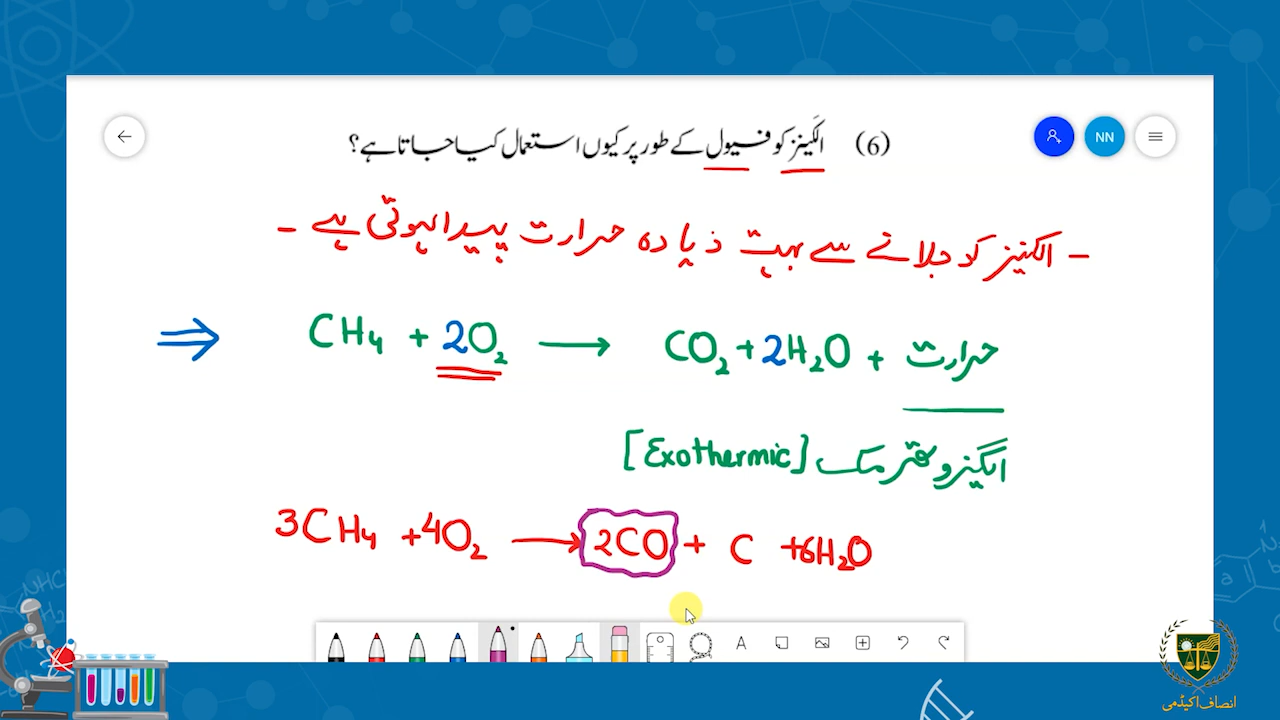 (6) الکینز کو فیول کے طور پر کیوں استعمال کیا جاتا ہے؟
NN
- الکینز کو جلانے سے بہت زیادہ حرارت پیدا ہوتی ہے -
⇒ CH₄ + 2O₂ → CO₂ + 2H₂O + حرارت
ایگزوتھرمک [Exothermic]
3CH₄ + 4O₂ → 2CO + C + 6H₂O
A
انصاف اکیڈمی